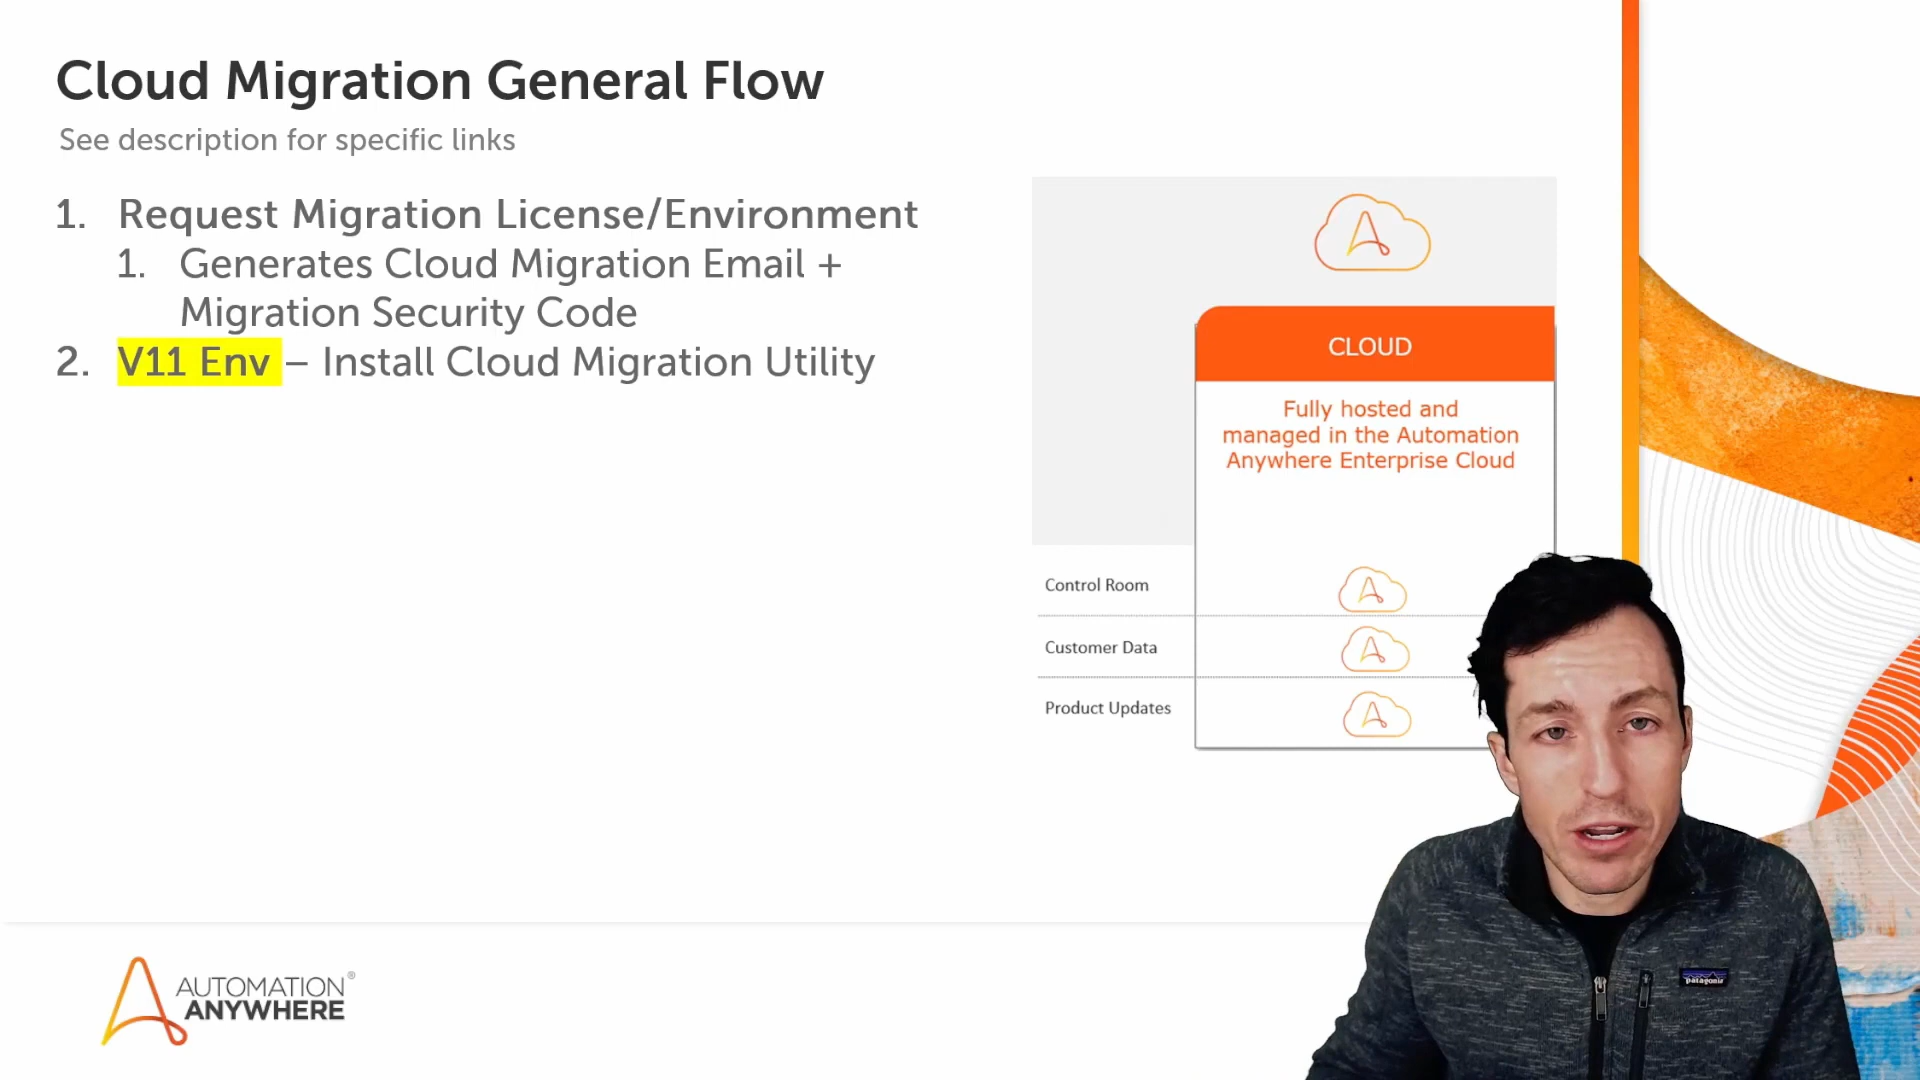 Cloud Migration General Flow
See description for specific links
1. Request Migration License/Environment
1. Generates Cloud Migration Email +
Migration Security Code
2. V11 Env – Install Cloud Migration Utility
CLOUD
Fully hosted and
managed in the Automation
Anywhere Enterprise Cloud
Control Room
Customer Data
Product Updates
AUTOMATION®
ANYWHERE
patagonia